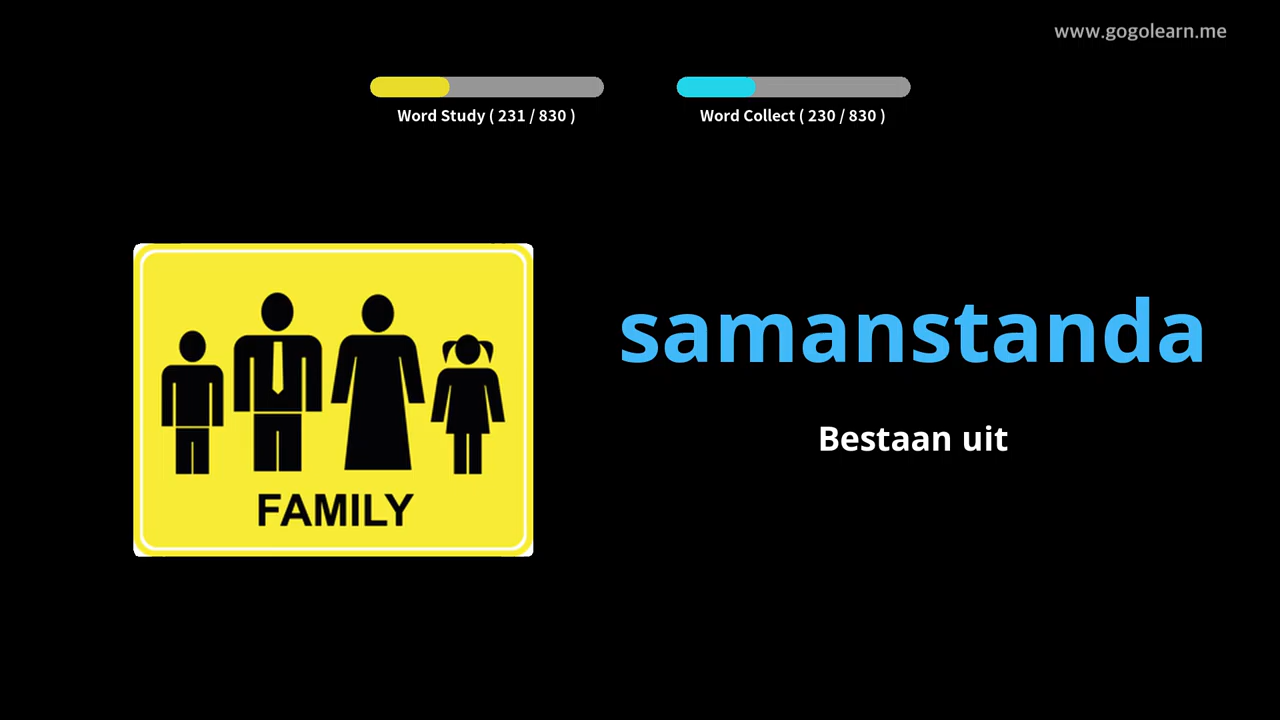 www.gogolearn.me
Word Study ( 231 / 830 )
Word Collect ( 230 / 830 )
FAMILY
samanstanda
Bestaan uit